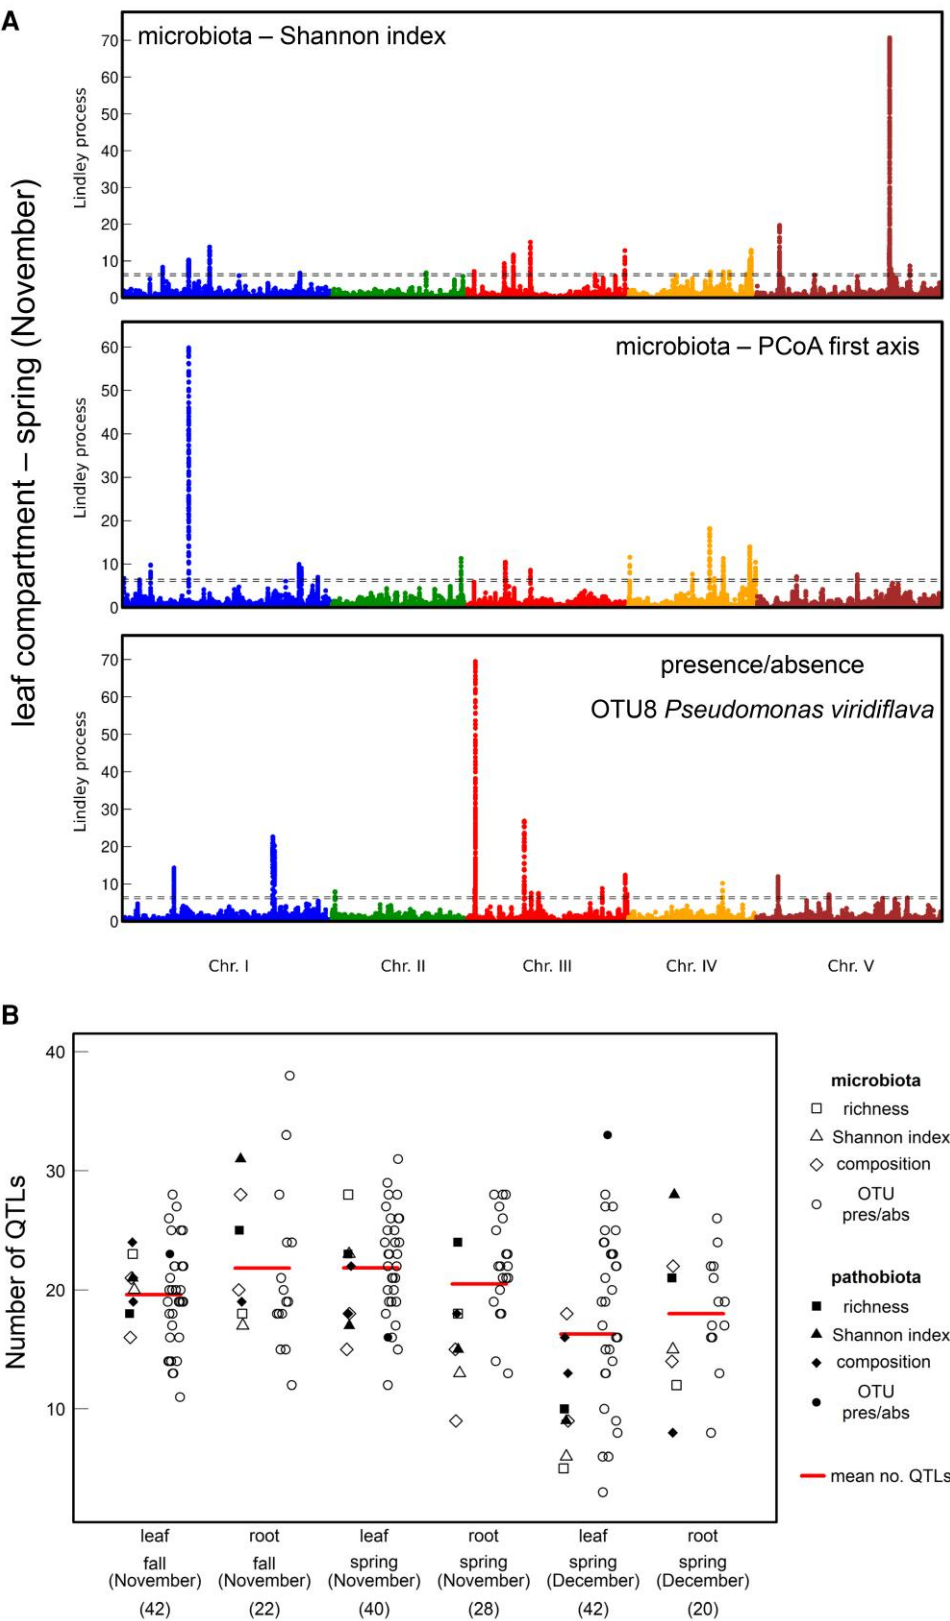 A
leaf compartment – spring (November)
microbiota – Shannon index
Lindley process
70
60
50
40
30
20
10
0
microbiota – PCoA first axis
Lindley process
60
50
40
30
20
10
0
presence/absence
OTU8 Pseudomonas viridiflava
Lindley process
70
60
50
40
30
20
10
0
Chr. I Chr. II Chr. III Chr. IV Chr. V
B
Number of QTLs
40
30
20
10
leaf root leaf root leaf root
fall fall spring spring spring spring
(November) (November) (November) (November) (December) (December)
(42) (22) (40) (28) (42) (20)
microbiota
richness
Shannon index
composition
OTU
pres/abs
pathobiota
richness
Shannon index
composition
OTU
pres/abs
mean no. QTLs